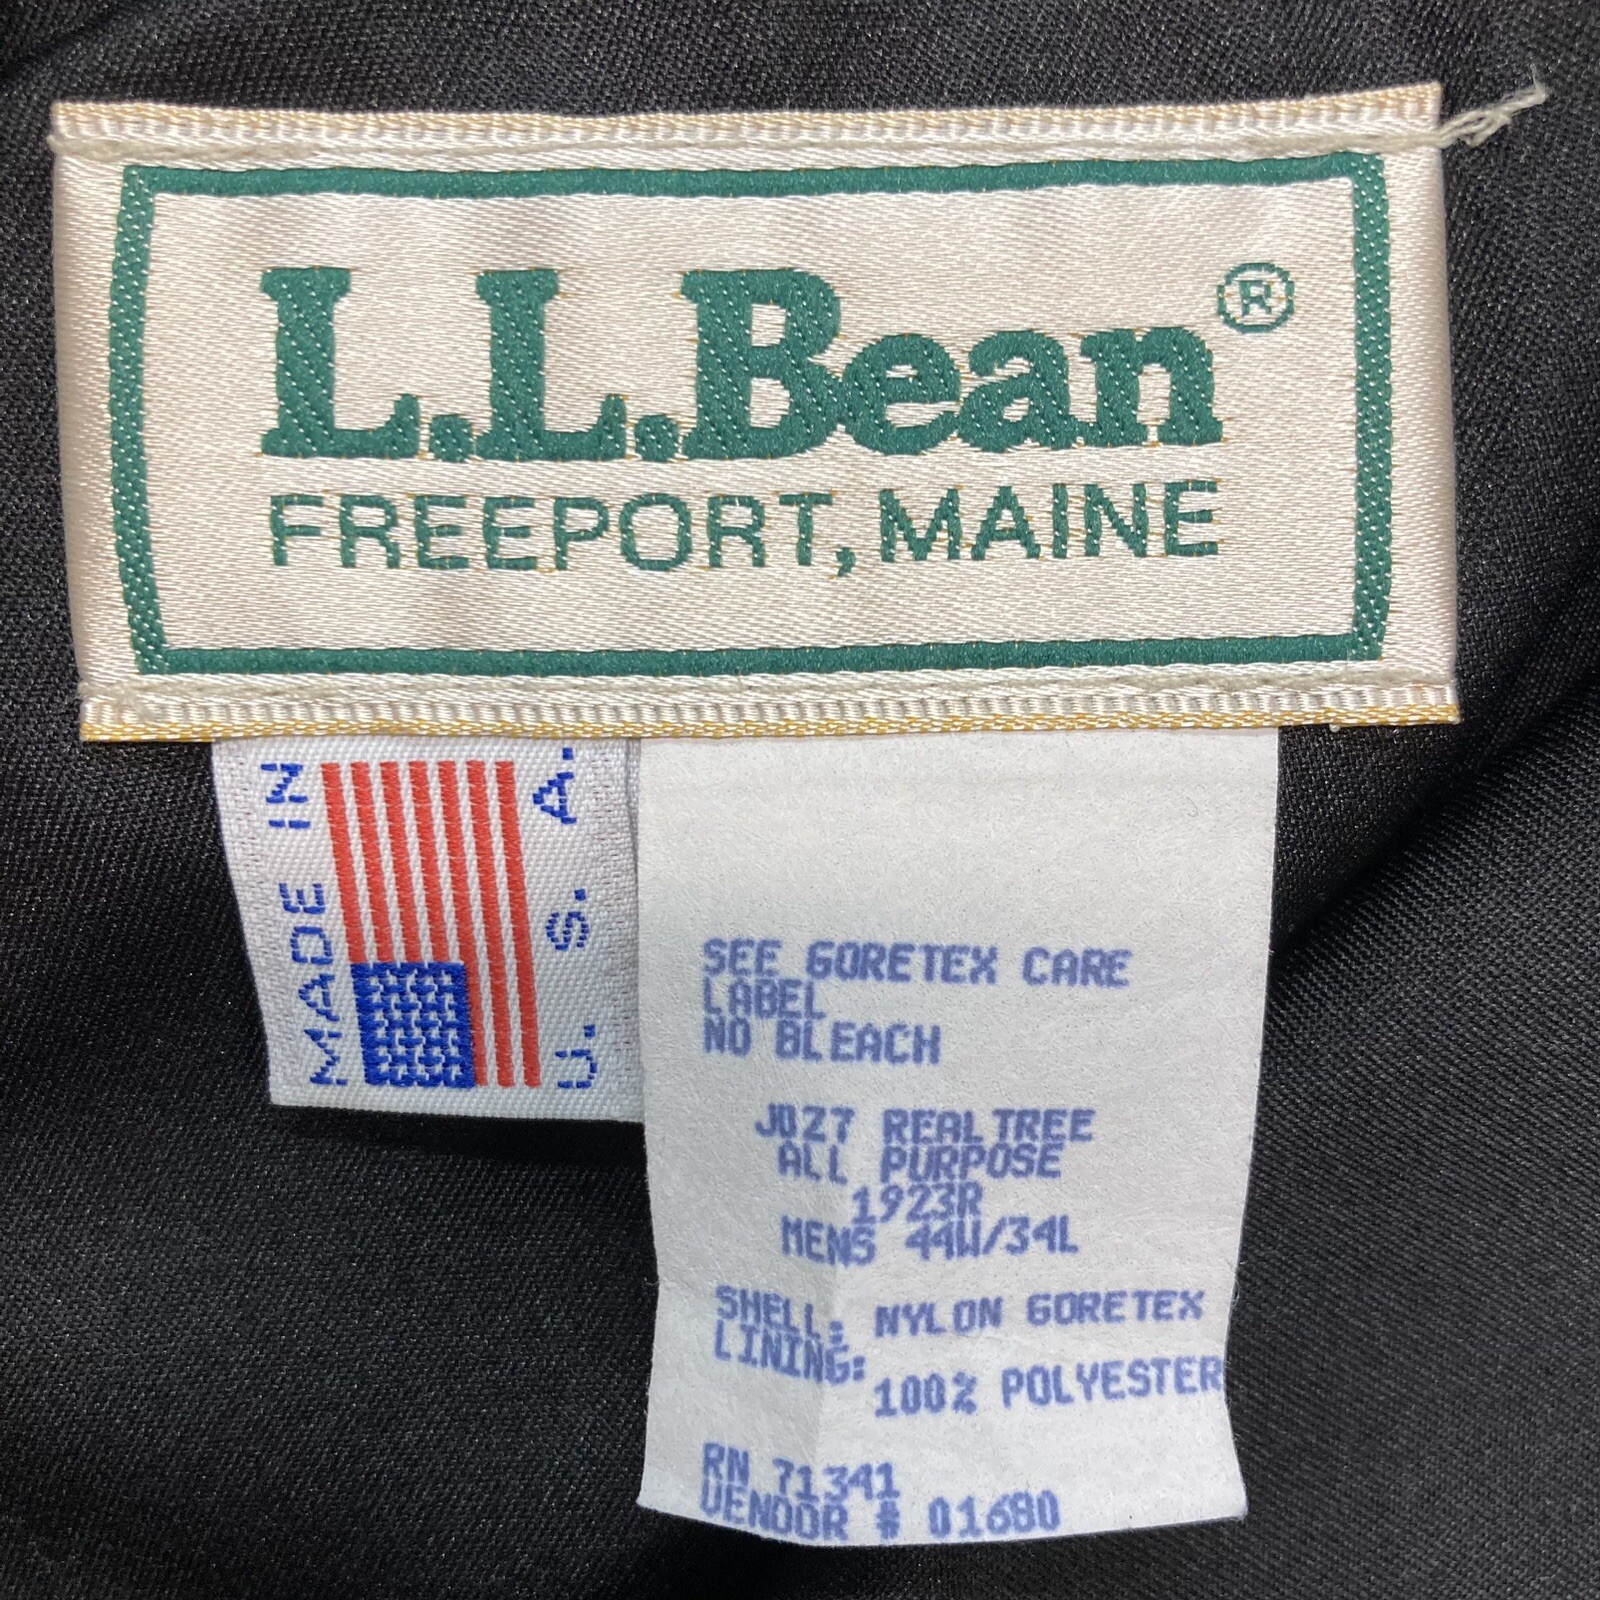 L.L.Bean®
FREEPORT, MAINE
MADE IN
U. S. A.
SEE GORETEX CARE
LABEL
NO BLEACH
J027 REALTREE
ALL PURPOSE
1923R
MENS 44W/34L
SHELL: NYLON GORETEX
LINING:
100% POLYESTER
RN 71341
VENDOR # 01680